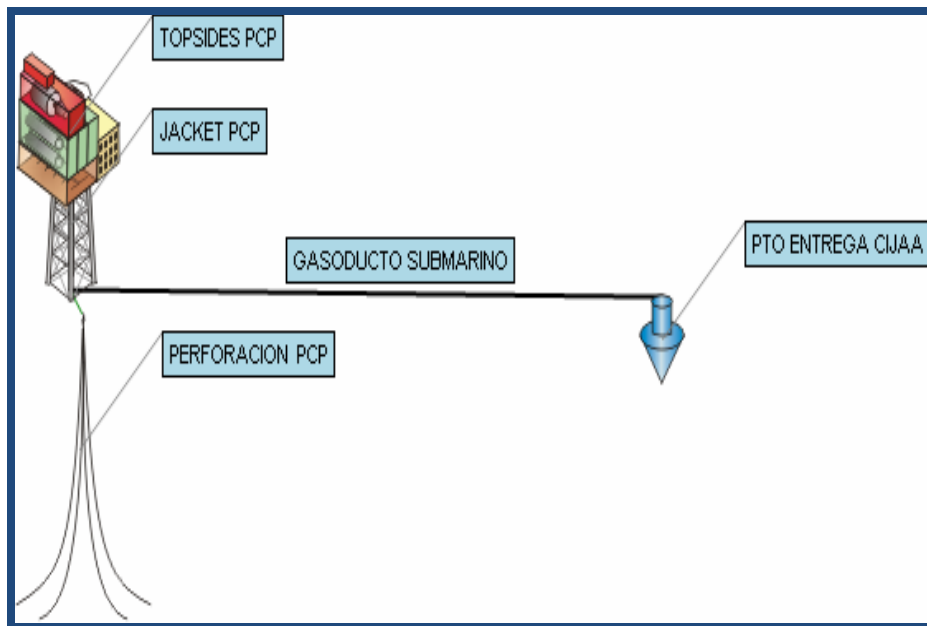 TOPSIDES PCP
JACKET PCP
GASODUCTO SUBMARINO
PTO ENTREGA CIJAA
PERFORACION PCP